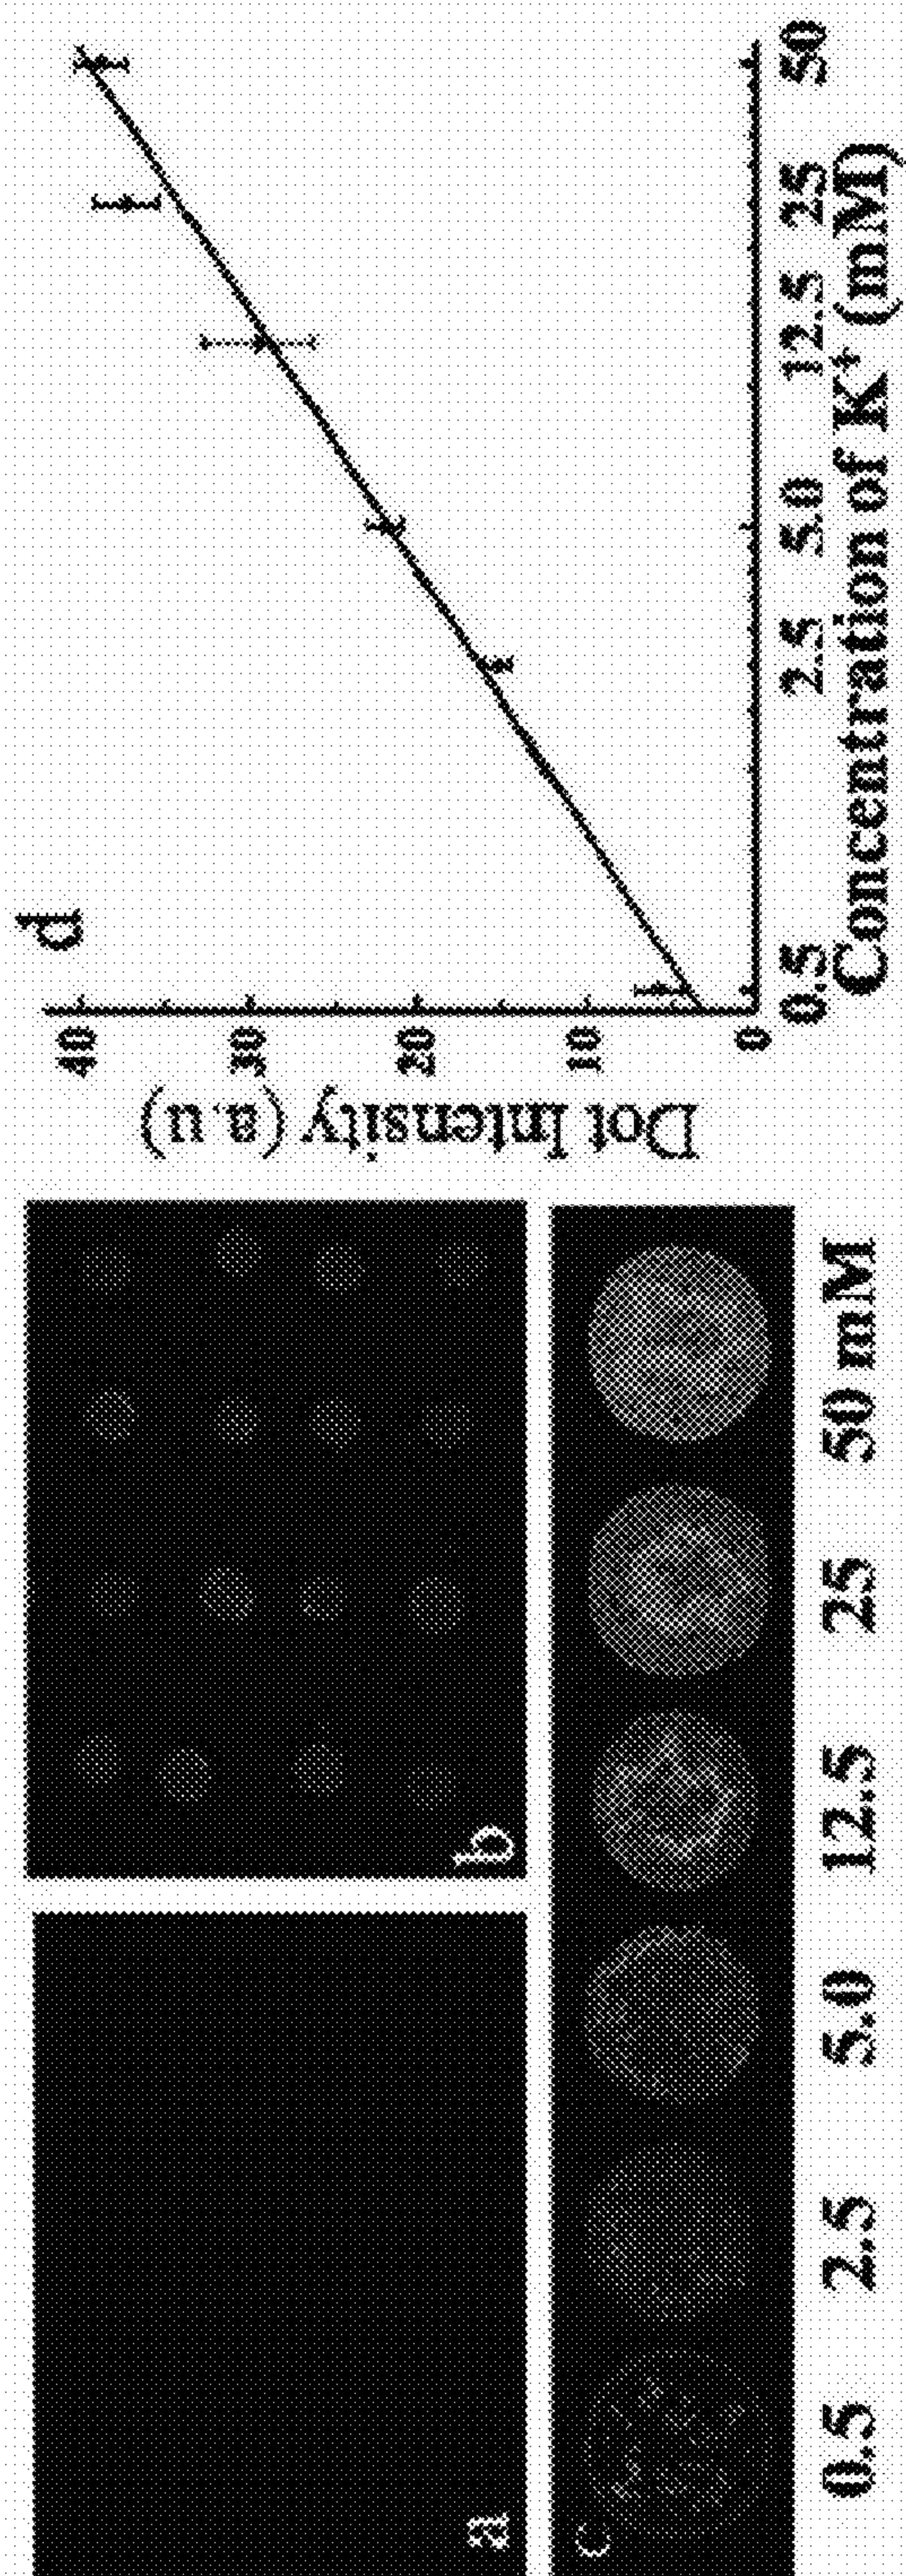 a
b
c
0.5 2.5 5.0 12.5 25 50 mM
d
Dot Intensity (a.u)
40
30
20
10
0
0.5 2.5 5.0 12.5 25 50
Concentration of K⁺ (mM)